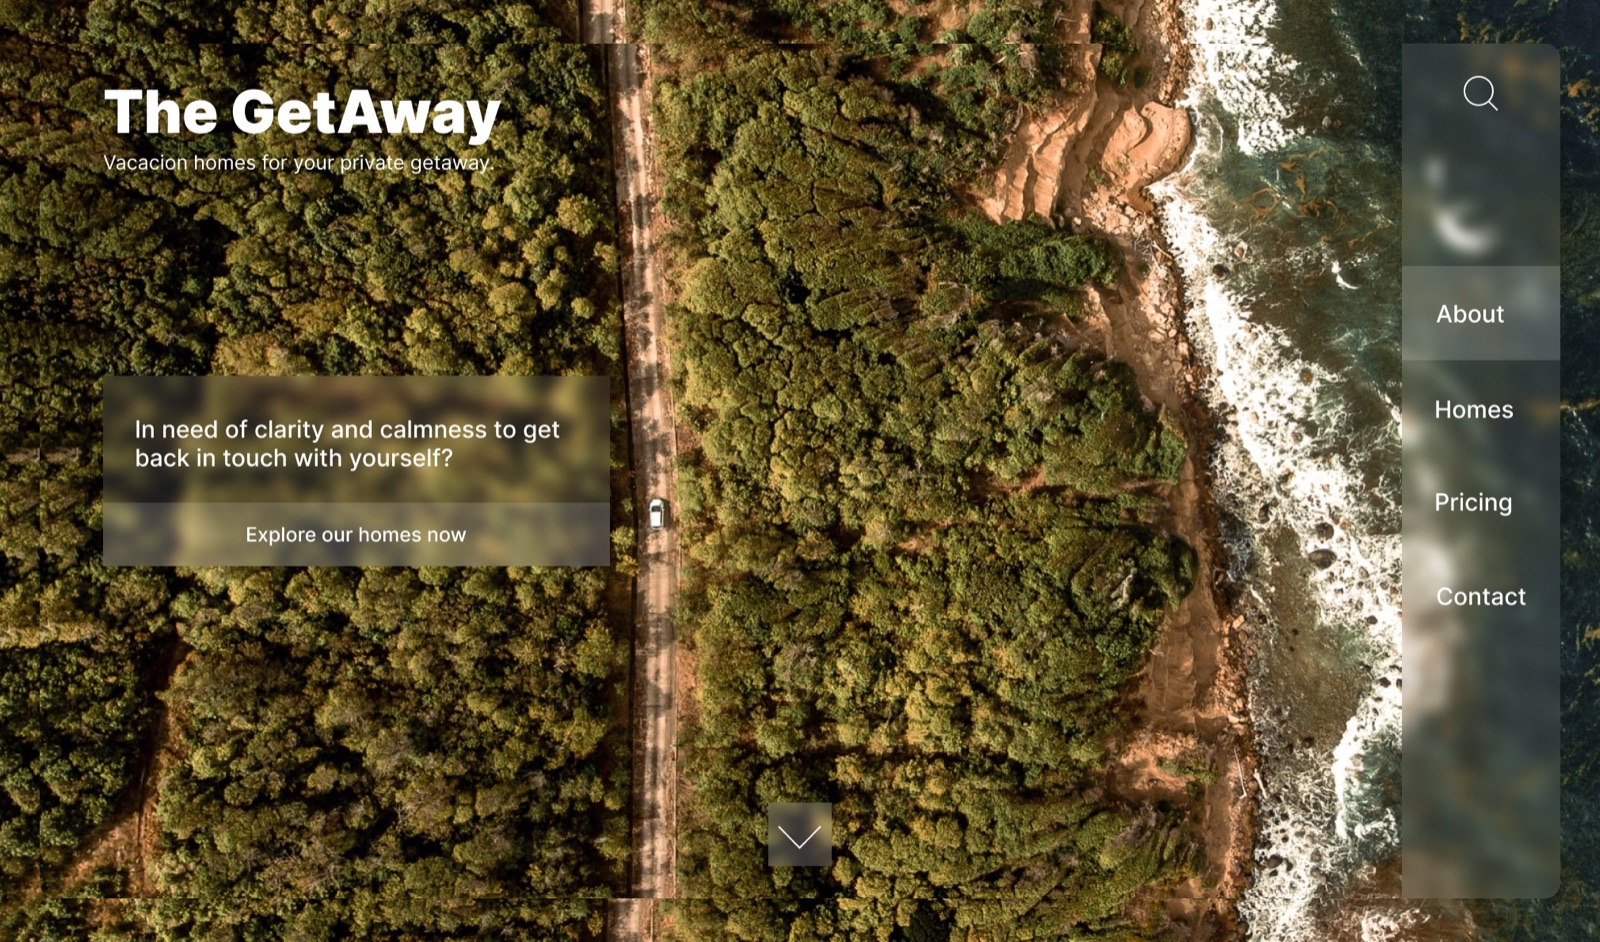 The GetAway
Vacacion homes for your private getaway.
In need of clarity and calmness to get
back in touch with yourself?
Explore our homes now
About
Homes
Pricing
Contact